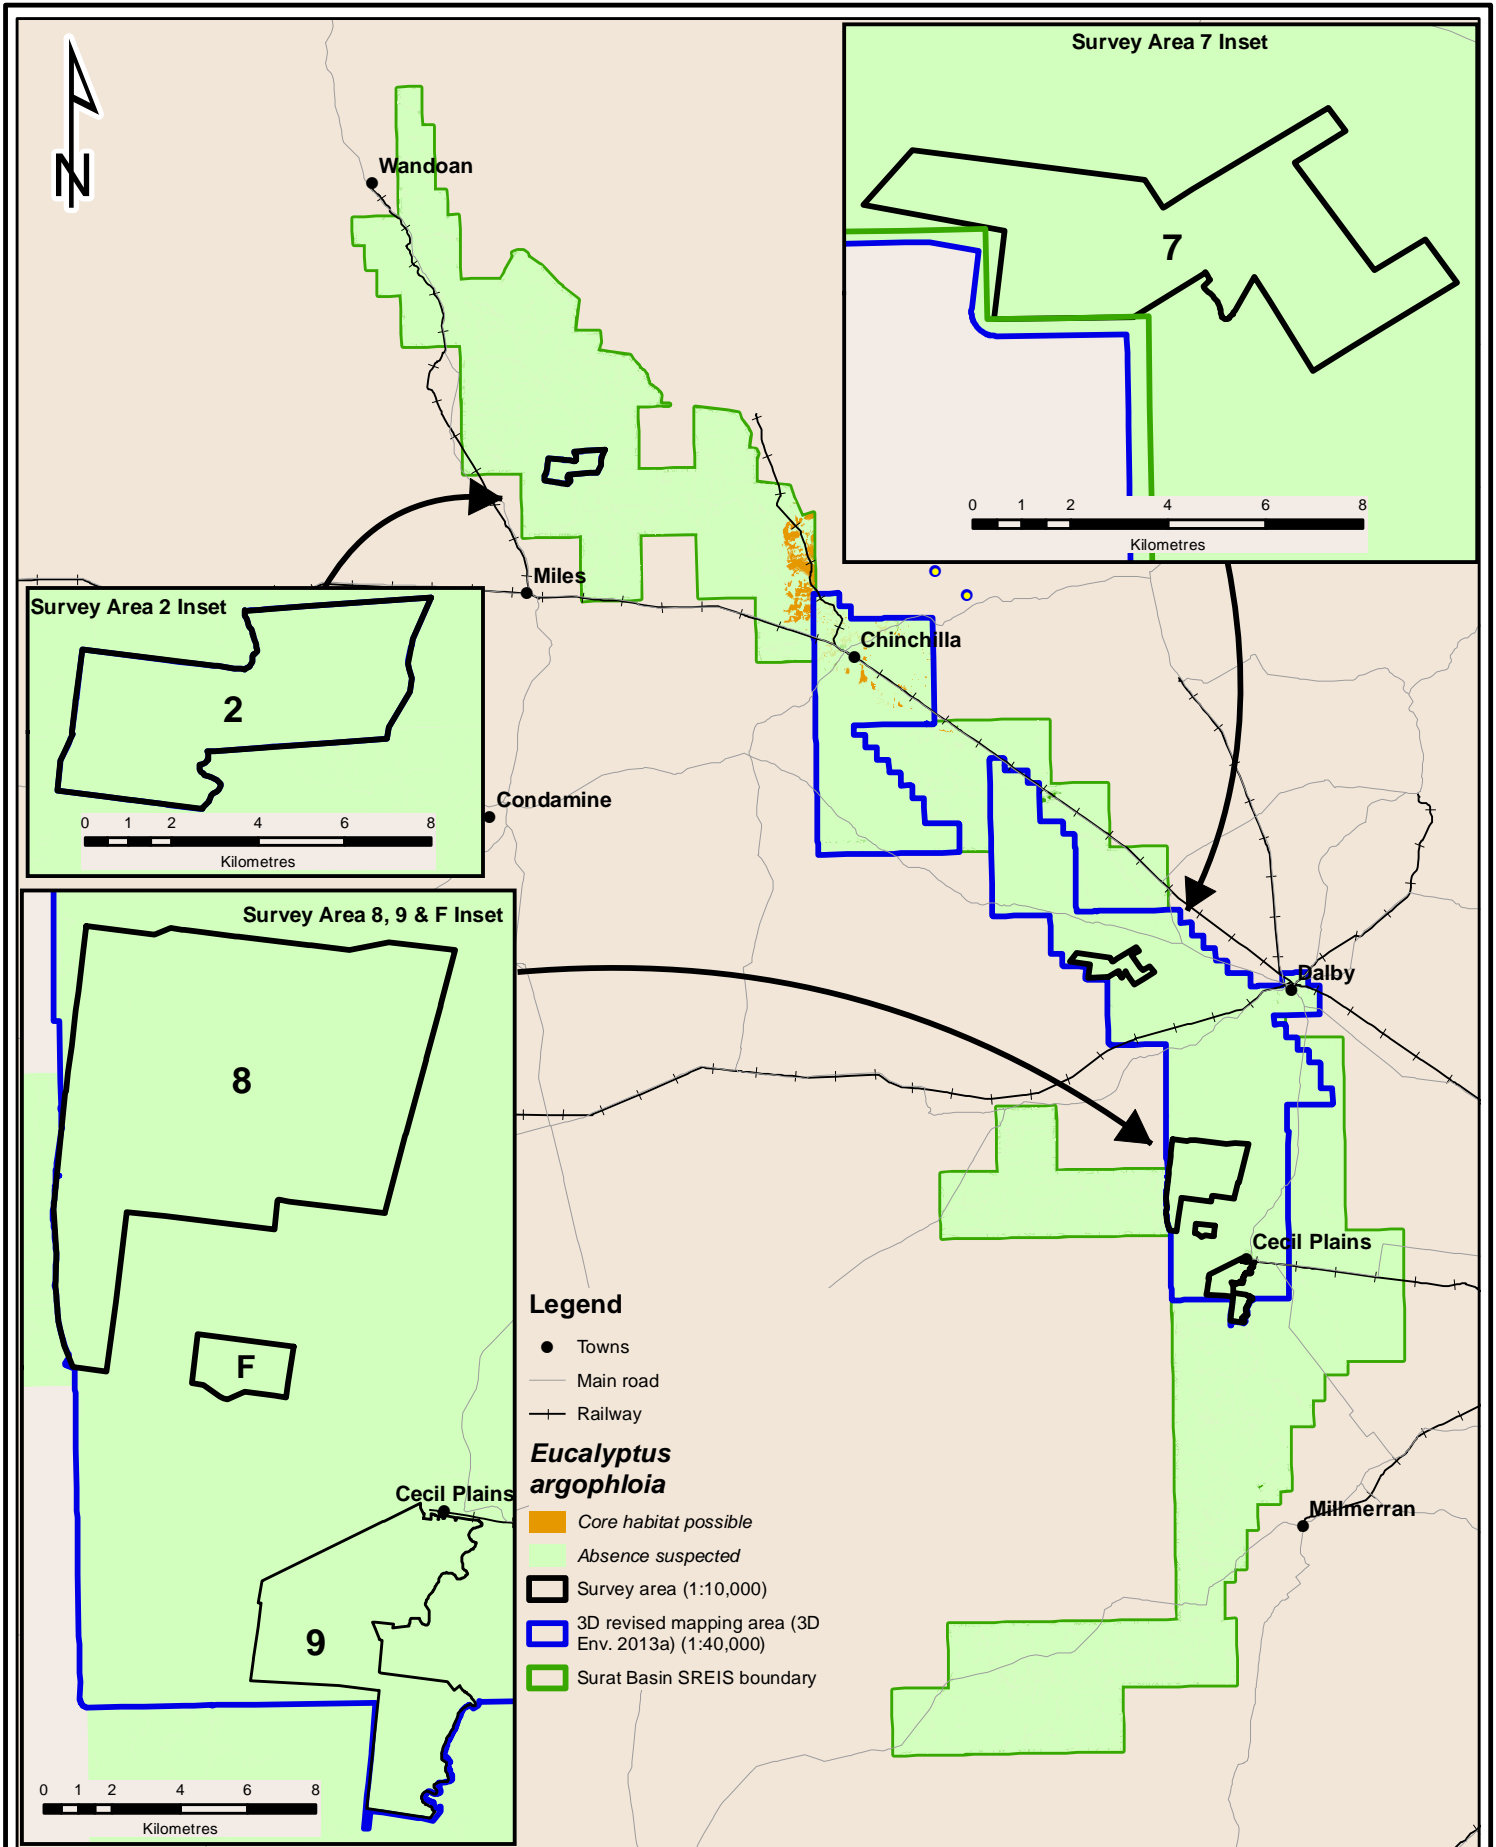 N
Wandoan
Miles
Chinchilla
Condamine
Dalby
Cecil Plains
Millmerran
Survey Area 7 Inset
7
0 1 2 4 6 8
Kilometres
Survey Area 2 Inset
2
0 1 2 4 6 8
Kilometres
Survey Area 8, 9 & F Inset
8
F
Cecil Plains
9
0 1 2 4 6 8
Kilometres
Legend
Towns
Main road
Railway
Eucalyptus
argophloia
Core habitat possible
Absence suspected
Survey area (1:10,000)
3D revised mapping area (3D
Env. 2013a) (1:40,000)
Surat Basin SREIS boundary